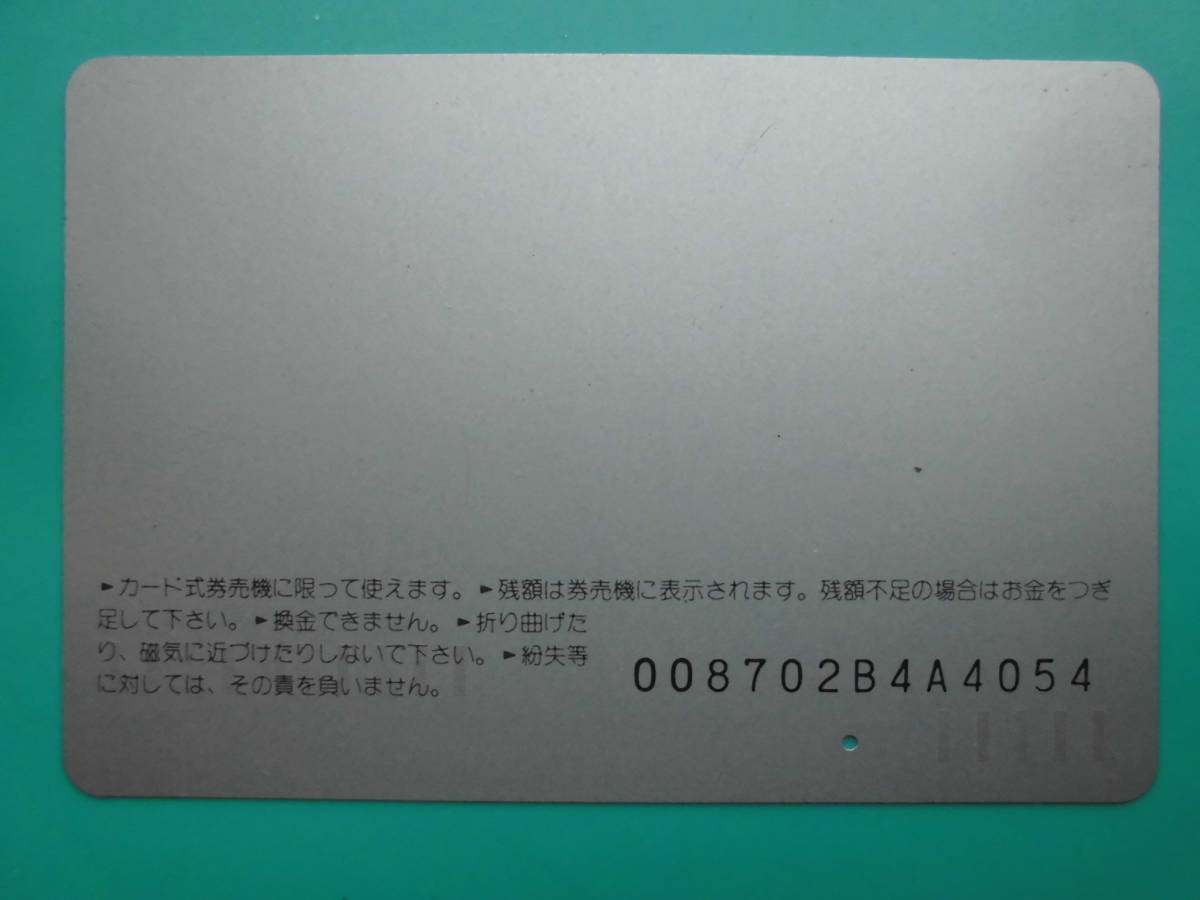 ►カード式券売機に限って使えます。►残額は券売機に表示されます。残額不足の場合はお金をつぎ
足して下さい。►換金できません。►折り曲げた
り、磁気に近づけたりしないで下さい。►紛失等
に対しては、その責を負いません。
008702B4A4054